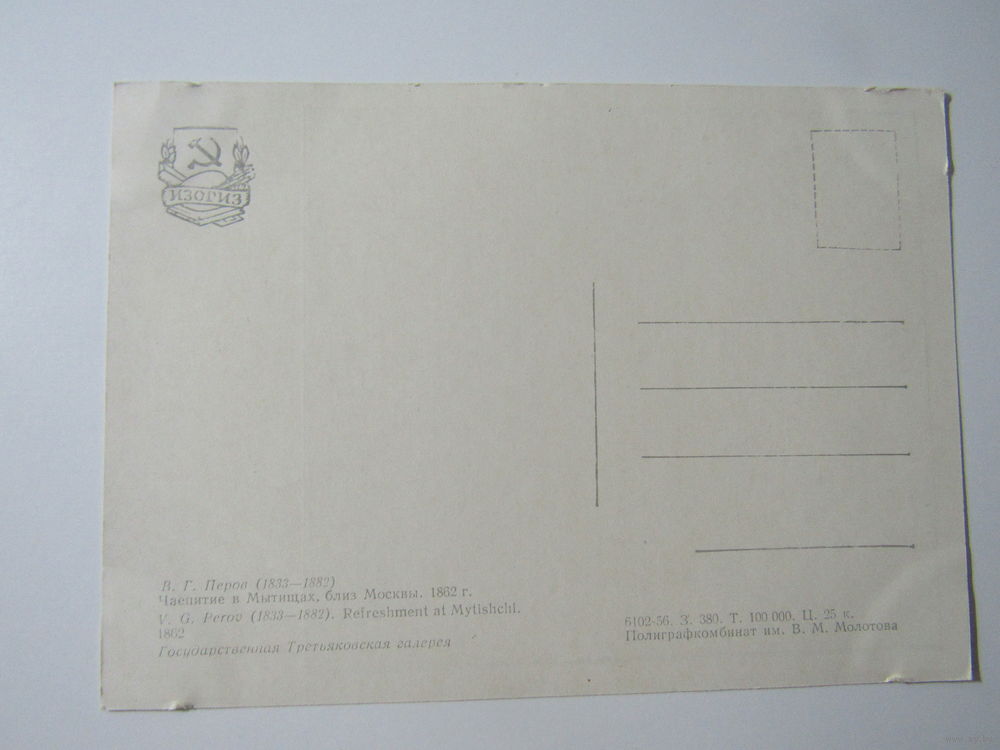 ИЗОГИЗ
В. Г. Перов (1833—1882)
Чаепитие в Мытищах, близ Москвы. 1862 г.
V. G. Perov (1833—1882). Refreshment at Mytishchi.
1862
Государственная Третьяковская галерея
6102-56. З. 380. Т. 100 000. Ц. 25 к.
Полиграфкомбинат им. В. М. Молотова